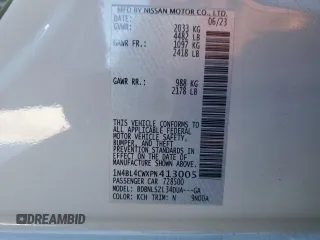 MFD BY NISSAN MOTOR CO., LTD.
DATE: 06/23
GVWR: 2033 KG
4482 LB
GAWR FR: 1097 KG
2418 LB
GAWR RR: 988 KG
2178 LB
THIS VEHICLE CONFORMS TO ALL
APPLICABLE FEDERAL MOTOR VEHICLE
SAFETY, BUMPER AND THEFT
PREVENTION STANDARDS IN EFFECT
ON THE DATE OF MANUFACTURE
SHOWN ABOVE.
1N4BL4CWXPN413005
PASSENGER CAR
MODEL:
COLOR: KCH TRIM: N